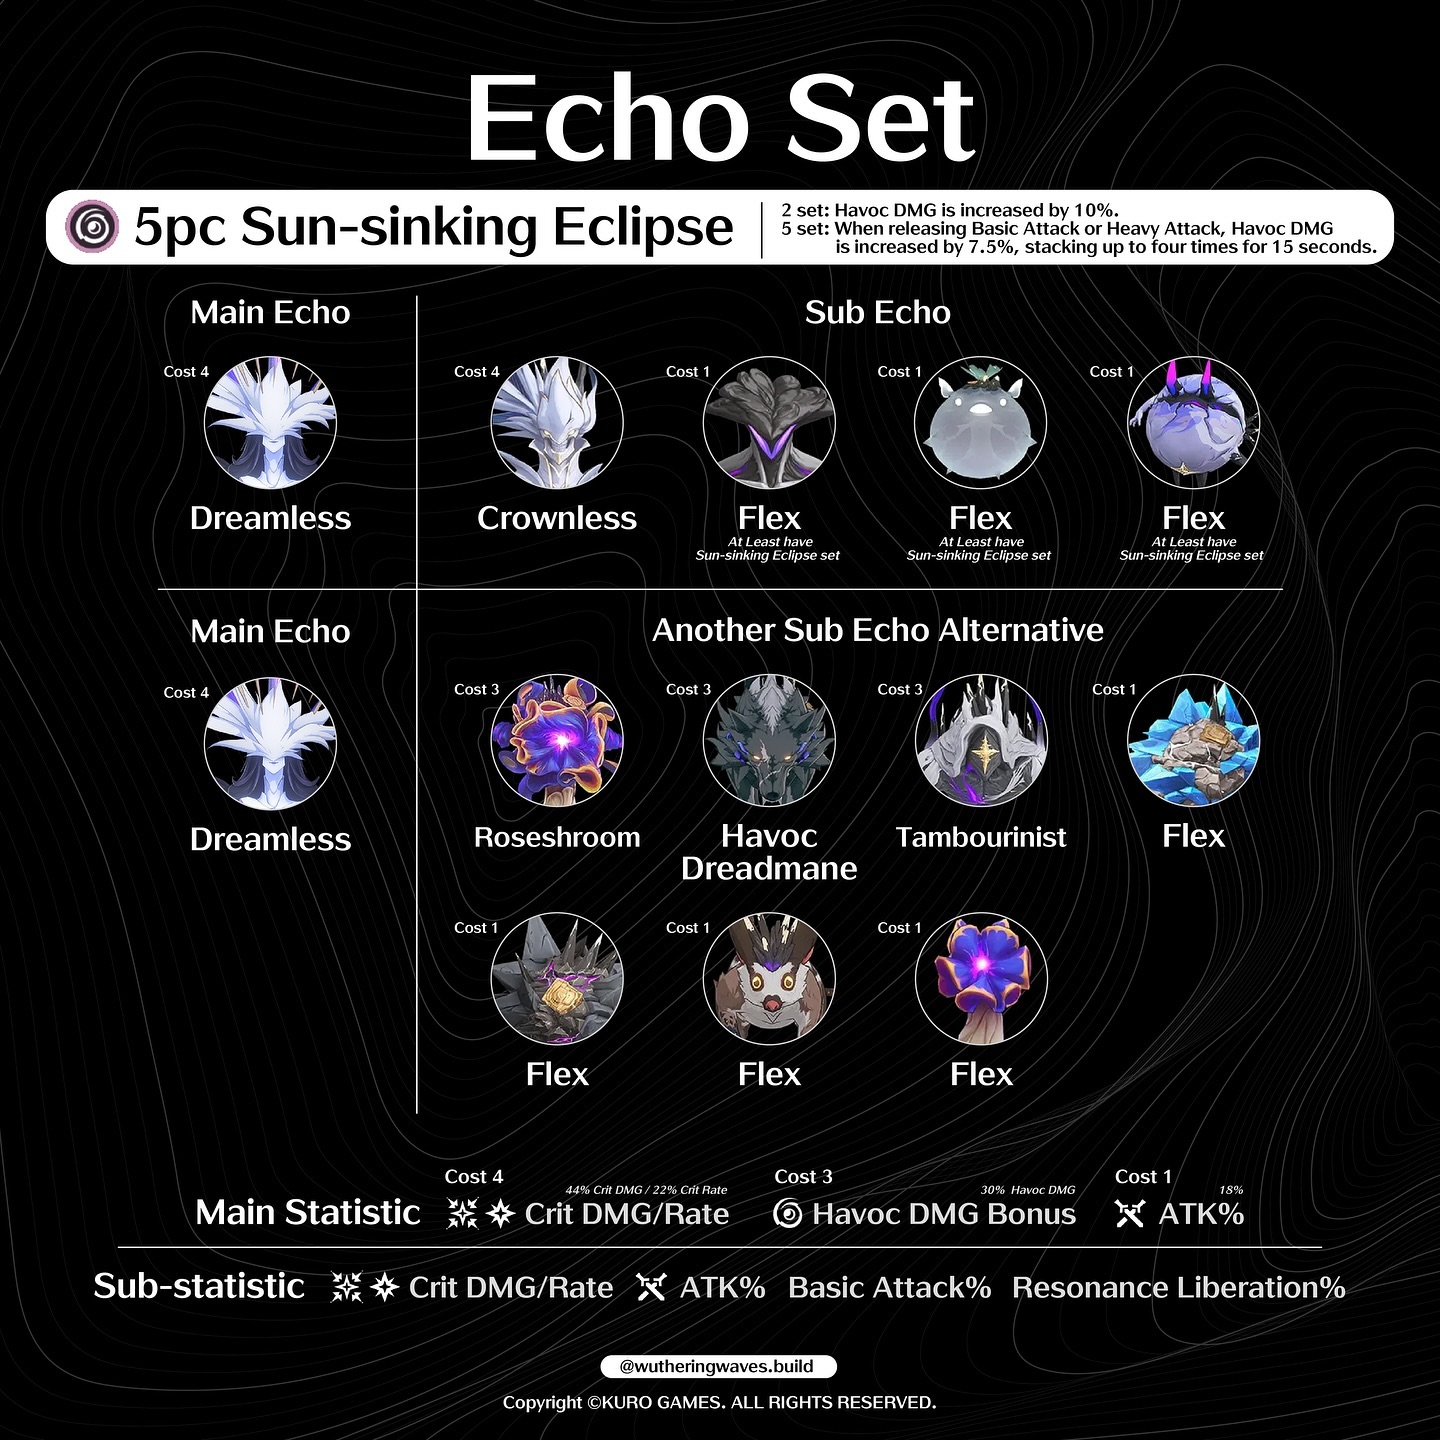 Echo Set
5pc Sun-sinking Eclipse
2 set: Havoc DMG is increased by 10%.
5 set: When releasing Basic Attack or Heavy Attack, Havoc DMG
is increased by 7.5%, stacking up to four times for 15 seconds.
Main Echo
Sub Echo
Cost 4
Cost 4
Cost 1
Cost 1
Cost 1
Dreamless
Crownless
Flex
Flex
Flex
At Least have
Sun-sinking Eclipse set
At Least have
Sun-sinking Eclipse set
At Least have
Sun-sinking Eclipse set
Main Echo
Another Sub Echo Alternative
Cost 4
Cost 3
Cost 3
Cost 3
Cost 1
Dreamless
Roseshroom
Havoc
Dreadmane
Tambourinist
Flex
Cost 1
Cost 1
Cost 1
Flex
Flex
Flex
Cost 4
Cost 3
Cost 1
44% Crit DMG / 22% Crit Rate
30% Havoc DMG
18%
Main Statistic
Crit DMG/Rate
Havoc DMG Bonus
ATK%
Sub-statistic
Crit DMG/Rate
ATK%
Basic Attack%
Resonance Liberation%
@wutheringwaves.build
Copyright ©KURO GAMES. ALL RIGHTS RESERVED.